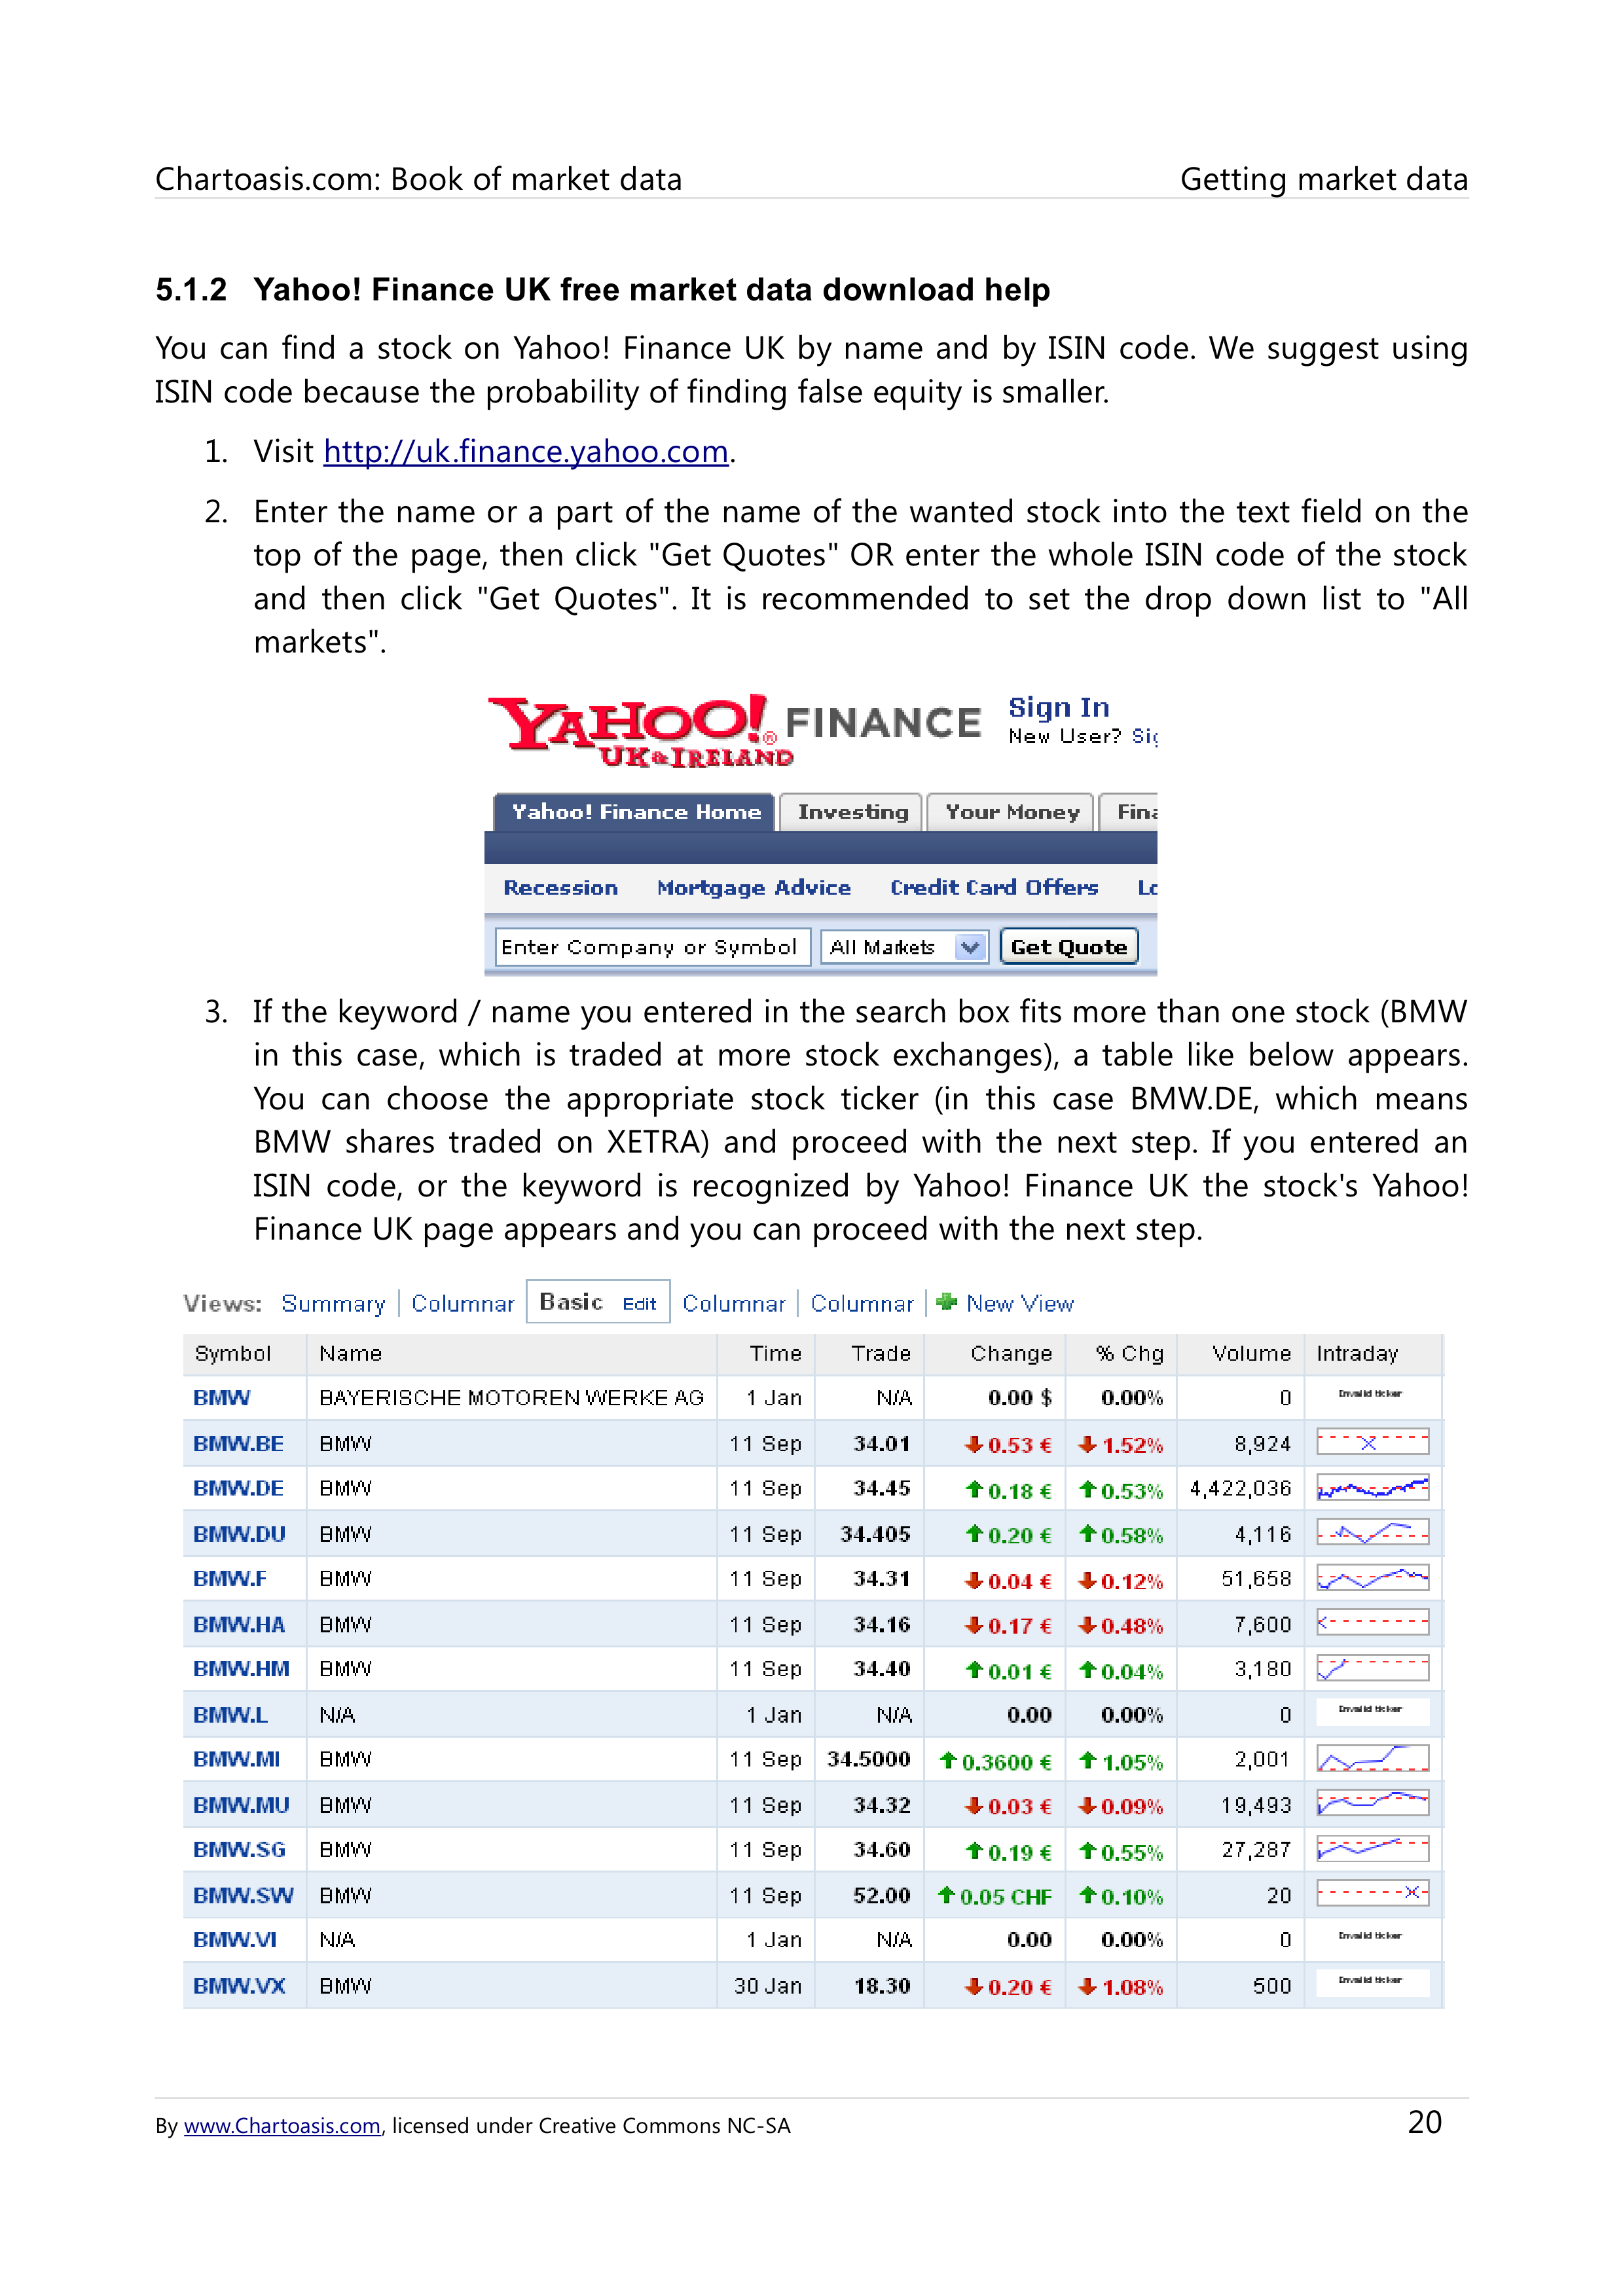 Chartoasis.com: Book of market data Getting market data
5.1.2 Yahoo! Finance UK free market data download help
You can find a stock on Yahoo! Finance UK by name and by ISIN code. We suggest using
ISIN code because the probability of finding false equity is smaller.
1. Visit http://uk.finance.yahoo.com.
2. Enter the name or a part of the name of the wanted stock into the text field on the
top of the page, then click "Get Quotes" OR enter the whole ISIN code of the stock
and then click "Get Quotes". It is recommended to set the drop down list to "All
markets".
YAHOO!® FINANCE Sign In
UK & IRELAND New User? Sig
Yahoo! Finance Home Investing Your Money Fina
Recession Mortgage Advice Credit Card Offers Lo
Enter Company or Symbol All Markets Get Quote
3. If the keyword / name you entered in the search box fits more than one stock (BMW
in this case, which is traded at more stock exchanges), a table like below appears.
You can choose the appropriate stock ticker (in this case BMW.DE, which means
BMW shares traded on XETRA) and proceed with the next step. If you entered an
ISIN code, or the keyword is recognized by Yahoo! Finance UK the stock's Yahoo!
Finance UK page appears and you can proceed with the next step.
Views: Summary | Columnar Basic Edit Columnar | Columnar | New View
Symbol Name Time Trade Change % Chg Volume Intraday
BMW BAYERISCHE MOTOREN WERKE AG 1 Jan N/A 0.00 $ 0.00% 0 Invalid ticker
BMW.BE BMW 11 Sep 34.01 0.53 € 1.52% 8,924
BMW.DE BMW 11 Sep 34.45 0.18 € 0.53% 4,422,036
BMW.DU BMW 11 Sep 34.405 0.20 € 0.58% 4,116
BMW.F BMW 11 Sep 34.31 0.04 € 0.12% 51,658
BMW.HA BMW 11 Sep 34.16 0.17 € 0.48% 7,600
BMW.HM BMW 11 Sep 34.40 0.01 € 0.04% 3,180
BMW.L N/A 1 Jan N/A 0.00 0.00% 0 Invalid ticker
BMW.MI BMW 11 Sep 34.5000 0.3600 € 1.05% 2,001
BMW.MU BMW 11 Sep 34.32 0.03 € 0.09% 19,493
BMW.SG BMW 11 Sep 34.60 0.19 € 0.55% 27,287
BMW.SW BMW 11 Sep 52.00 0.05 CHF 0.10% 20
BMW.VI N/A 1 Jan N/A 0.00 0.00% 0 Invalid ticker
BMW.VX BMW 30 Jan 18.30 0.20 € 1.08% 500 Invalid ticker
By www.Chartoasis.com, licensed under Creative Commons NC-SA 20